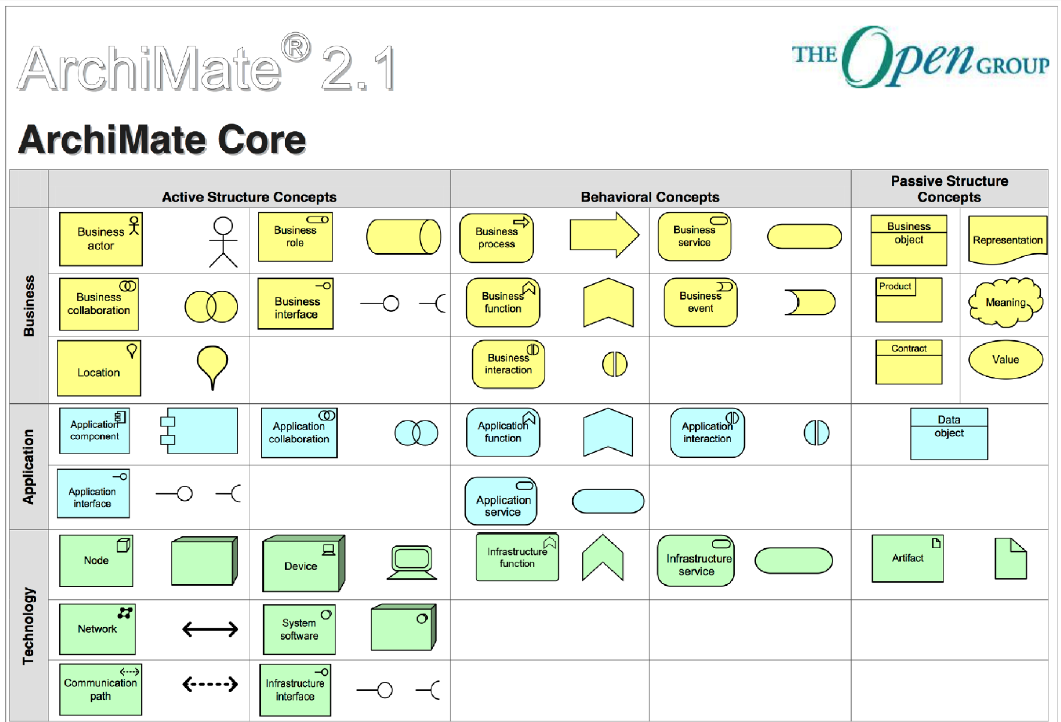 ArchiMate® 2.1
THE Open GROUP
ArchiMate Core
Active Structure Concepts
Behavioral Concepts
Passive Structure
Concepts
Business
Business
actor
Business
role
Business
process
Business
service
Business
object
Representation
Business
collaboration
Business
interface
Business
function
Business
event
Product
Meaning
Location
Business
interaction
Contract
Value
Application
Application
component
Application
collaboration
Application
function
Application
interaction
Data
object
Application
interface
Application
service
Technology
Node
Device
Infrastructure
function
Infrastructure
service
Artifact
Network
System
software
Communication
path
Infrastructure
interface